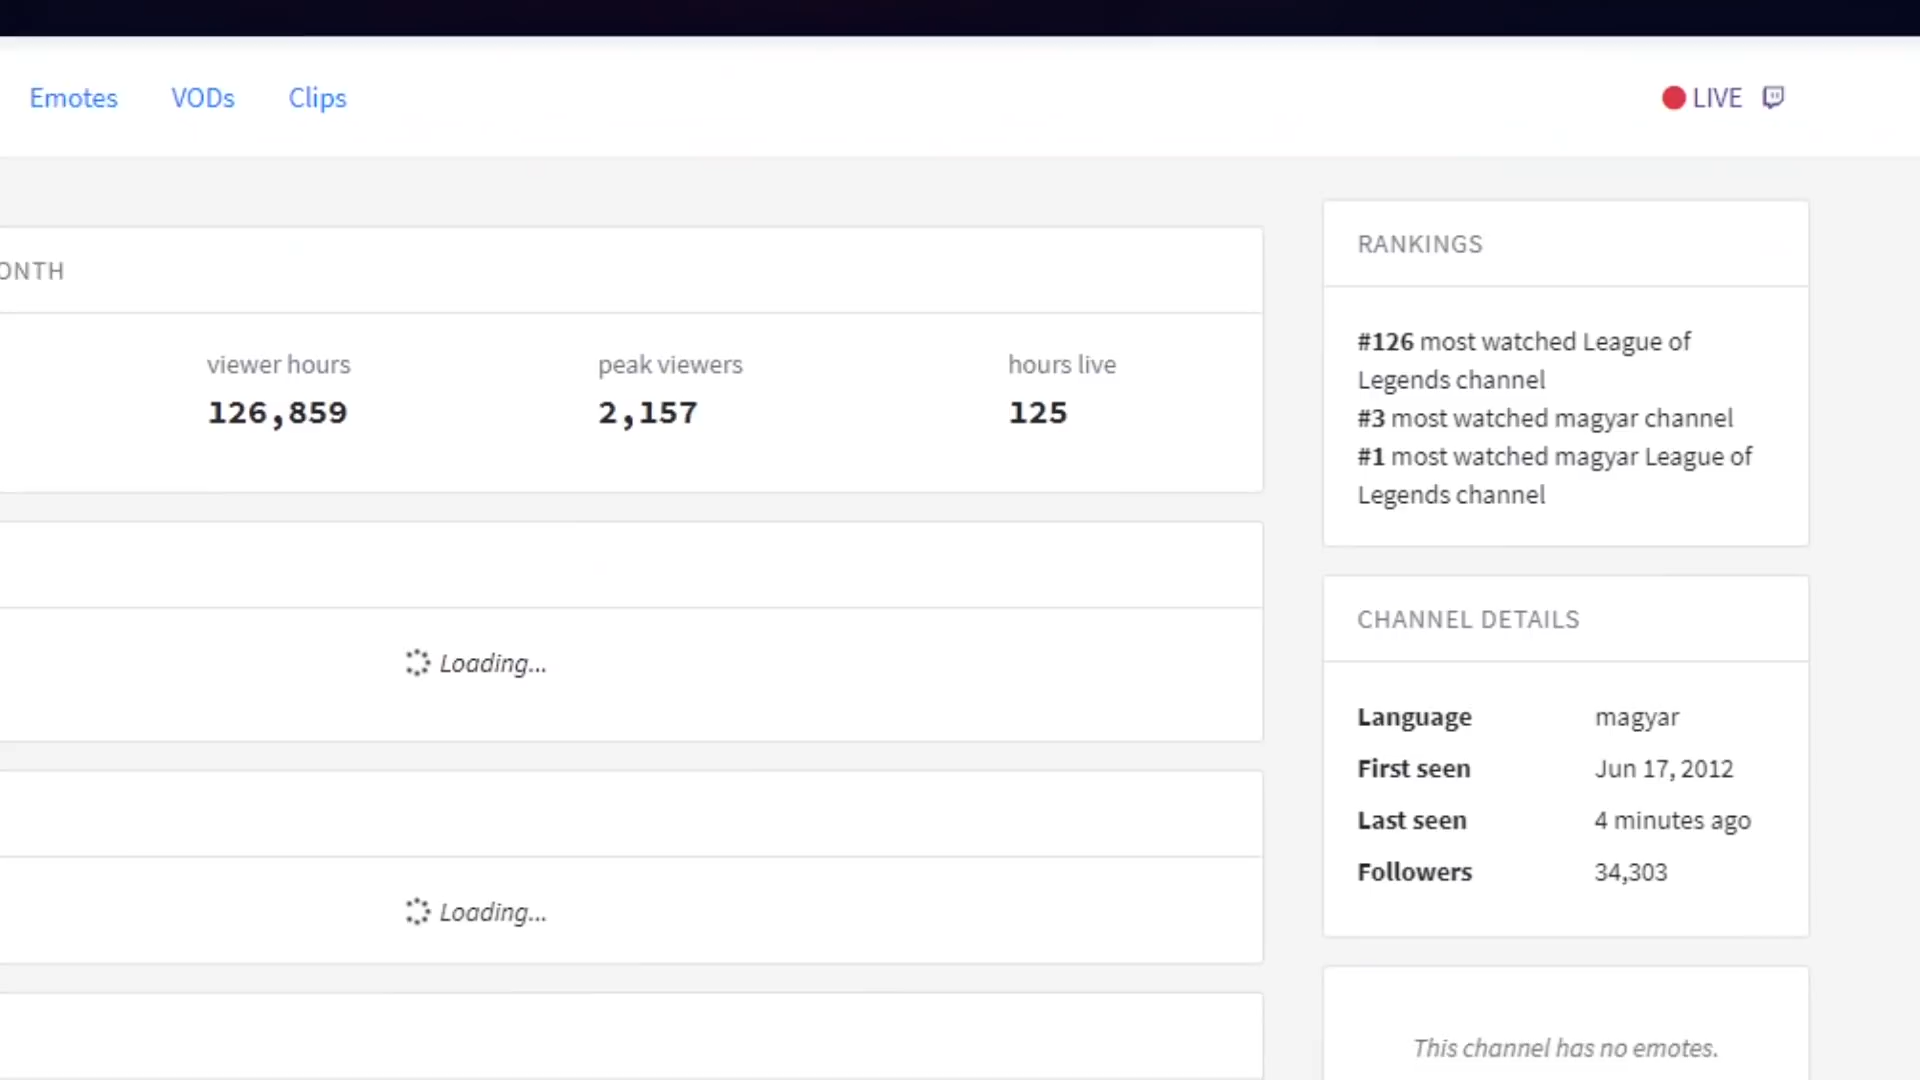 Emotes VODs Clips LIVE
ONTH
viewer hours peak viewers hours live
126,859 2,157 125
Loading...
Loading...
RANKINGS
#126 most watched League of
Legends channel
#3 most watched magyar channel
#1 most watched magyar League of
Legends channel
CHANNEL DETAILS
Language magyar
First seen Jun 17, 2012
Last seen 4 minutes ago
Followers 34,303
This channel has no emotes.